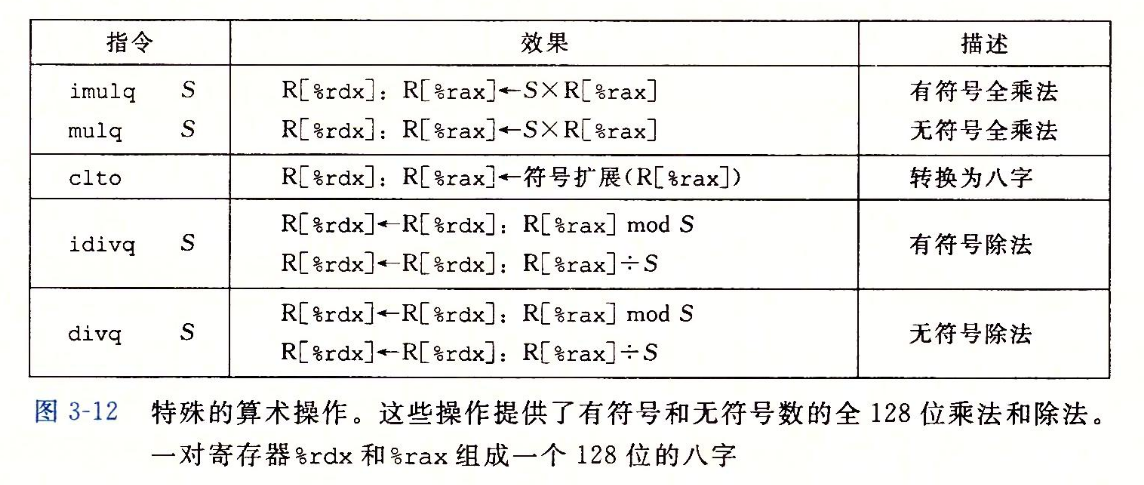 指令 效果 描述
imulq S R[%rdx]：R[%rax]←S×R[%rax] 有符号全乘法
mulq S R[%rdx]：R[%rax]←S×R[%rax] 无符号全乘法
clto R[%rdx]：R[%rax]←符号扩展(R[%rax]) 转换为八字
R[%rdx]←R[%rdx]：R[%rax] mod S
idivq S 有符号除法
R[%rdx]←R[%rdx]：R[%rax]÷S
R[%rdx]←R[%rdx]：R[%rax] mod S
divq S 无符号除法
R[%rdx]←R[%rdx]：R[%rax]÷S
图 3-12 特殊的算术操作。这些操作提供了有符号和无符号数的全 128 位乘法和除法。
一对寄存器%rdx 和%rax 组成一个 128 位的八字